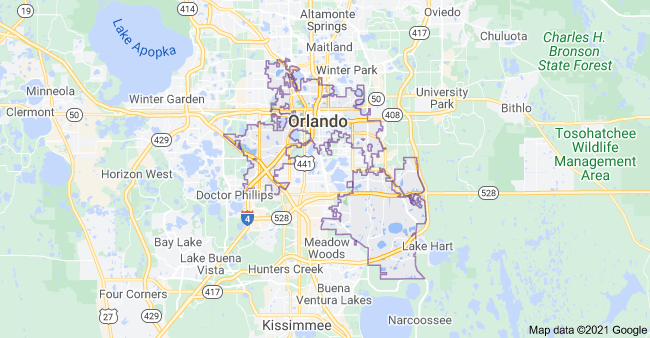 19
441
414
Altamonte
Springs
Oviedo
Lake Apopka
Maitland
417
Chuluota
Charles H.
Bronson
State Forest
Minneola
Winter Park
Winter Garden
50
University
Park
Clermont
50
Orlando
408
Bithlo
429
441
Tosohatchee
Wildlife
Management
Area
Horizon West
Doctor Phillips
528
4
528
Bay Lake
Meadow
Woods
Lake Hart
Lake Buena
Vista
Hunters Creek
Four Corners
417
Buena
Ventura Lakes
27
429
Kissimmee
Narcoossee
Map data ©2021 Google